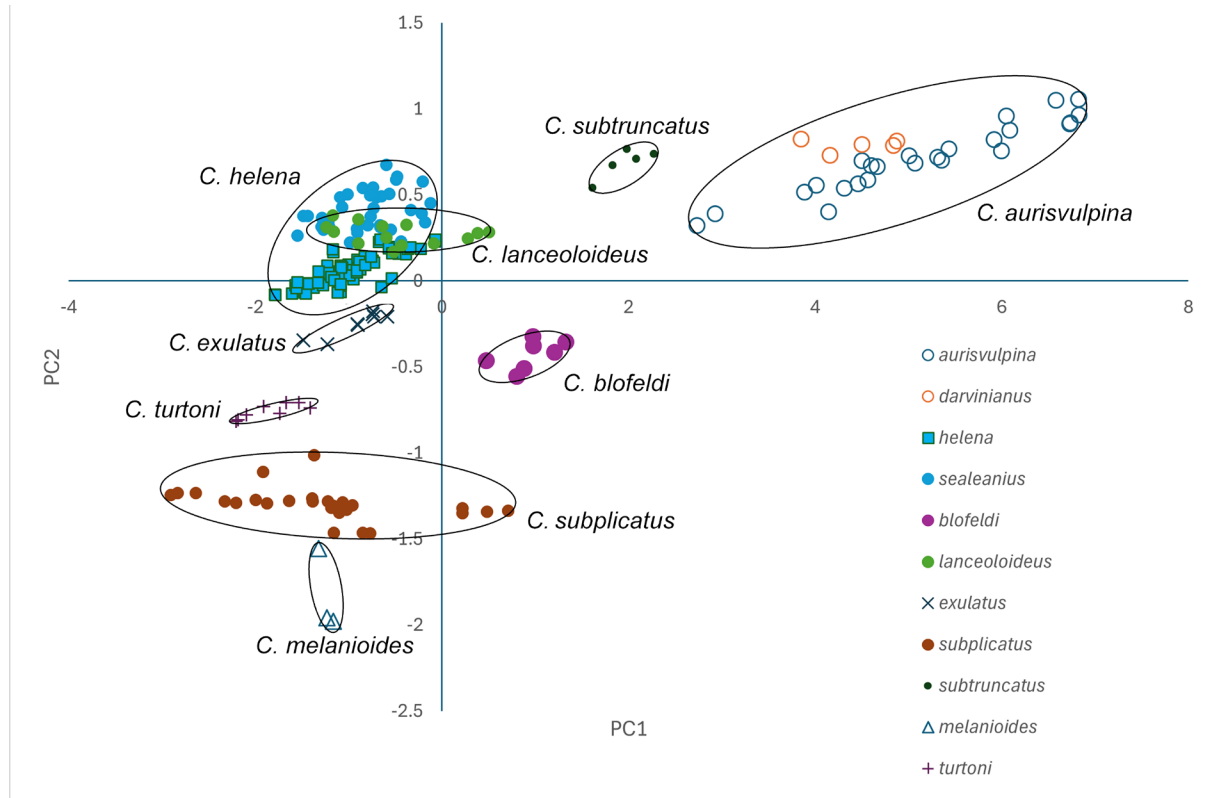 1.5
1
C. subtruncatus
C. helena
0.5
C. aurisvulpina
C. lanceoloideus
0
-4
-2
0
2
4
6
8
C. exulatus
PC2
-0.5
C. blofeldi
C. turtoni
-1
C. subplicatus
-1.5
-2
C. melanioides
-2.5
PC1
aurisvulpina
darvinianus
helena
sealeanius
blofeldi
lanceoloideus
exulatus
subplicatus
subtruncatus
melanioides
turtoni